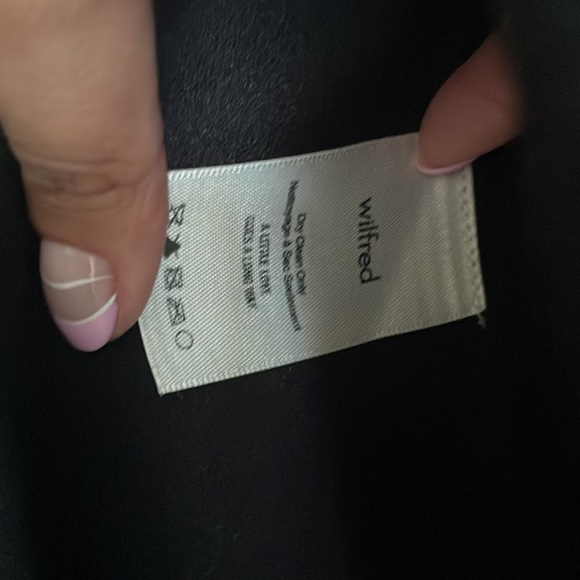 wilfred
Dry Clean Only
Nettoyage à Sec Seulement
A LITTLE LOVE
GOES A LONG WAY